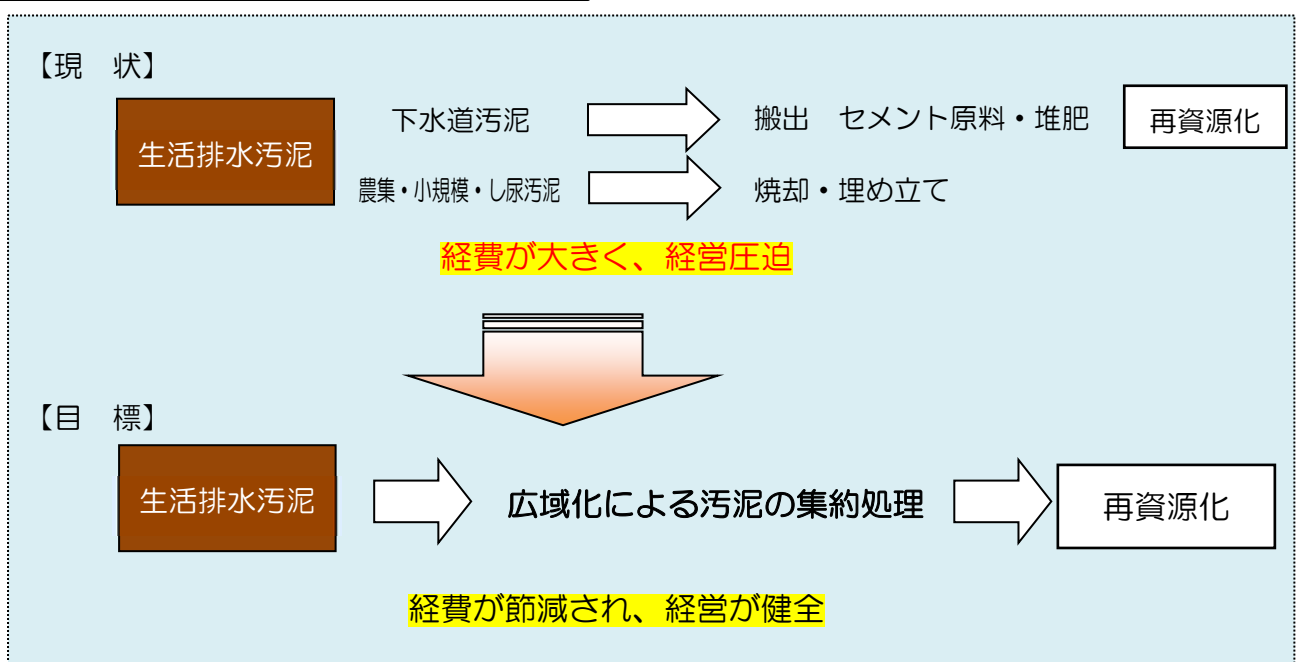 【現　状】
生活排水汚泥
下水道汚泥
搬出　セメント原料・堆肥
再資源化
農集・小規模・し尿汚泥
焼却・埋め立て
経費が大きく、経営圧迫
【目　標】
生活排水汚泥
広域化による汚泥の集約処理
再資源化
経費が節減され、経営が健全